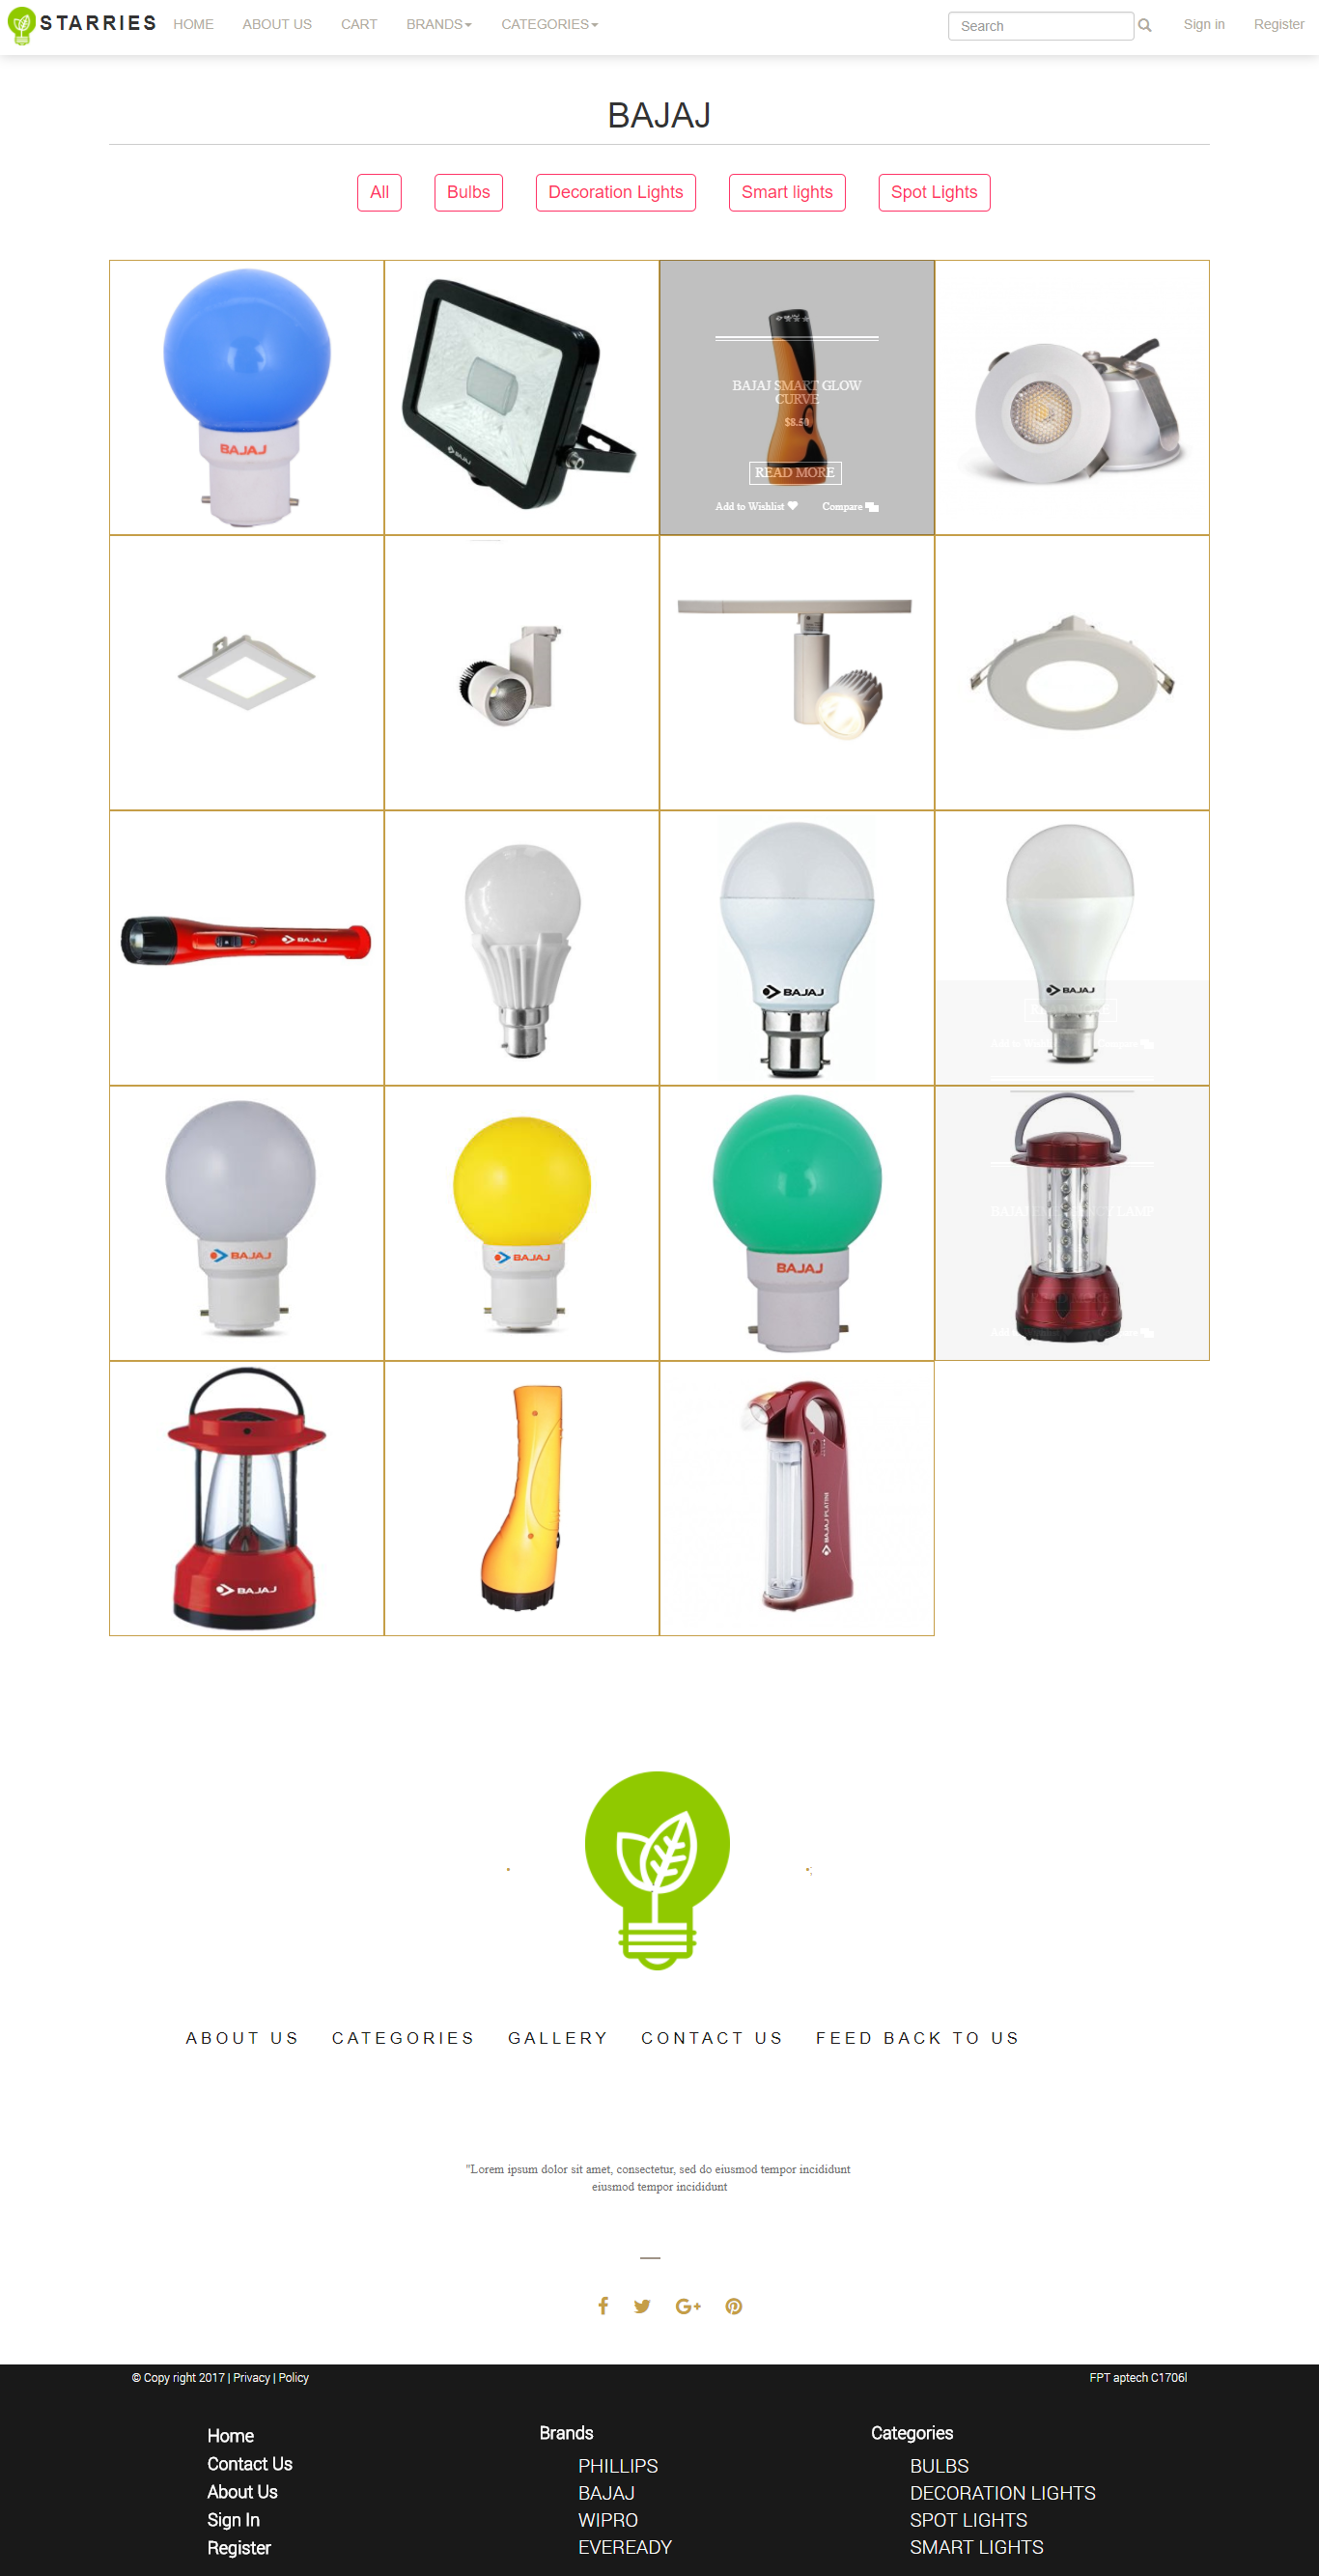 STARRIES HOME ABOUT US CART BRANDS CATEGORIES Search Sign in Register
BAJAJ
All Bulbs Decoration Lights Smart lights Spot Lights
BAJAJ
BAJAJ
BAJAJ SMART GLOW
CURVE
$8.50
READ MORE
Add to Wishlist Compare
BAJAJ
BAJAJ
BAJAJ
BAJAJ
BAJAJ
BAJAJ
BAJAJ LAMP
BAJAJ
BAJAJ PLATINI
ABOUT US CATEGORIES GALLERY CONTACT US FEED BACK TO US
"Lorem ipsum dolor sit amet, consectetur, sed do eiusmod tempor incididunt
eiusmod tempor incididunt
© Copy right 2017 | Privacy | Policy FPT aptech C1706l
Home
Contact Us
About Us
Sign In
Register
Brands
PHILLIPS
BAJAJ
WIPRO
EVEREADY
Categories
BULBS
DECORATION LIGHTS
SPOT LIGHTS
SMART LIGHTS